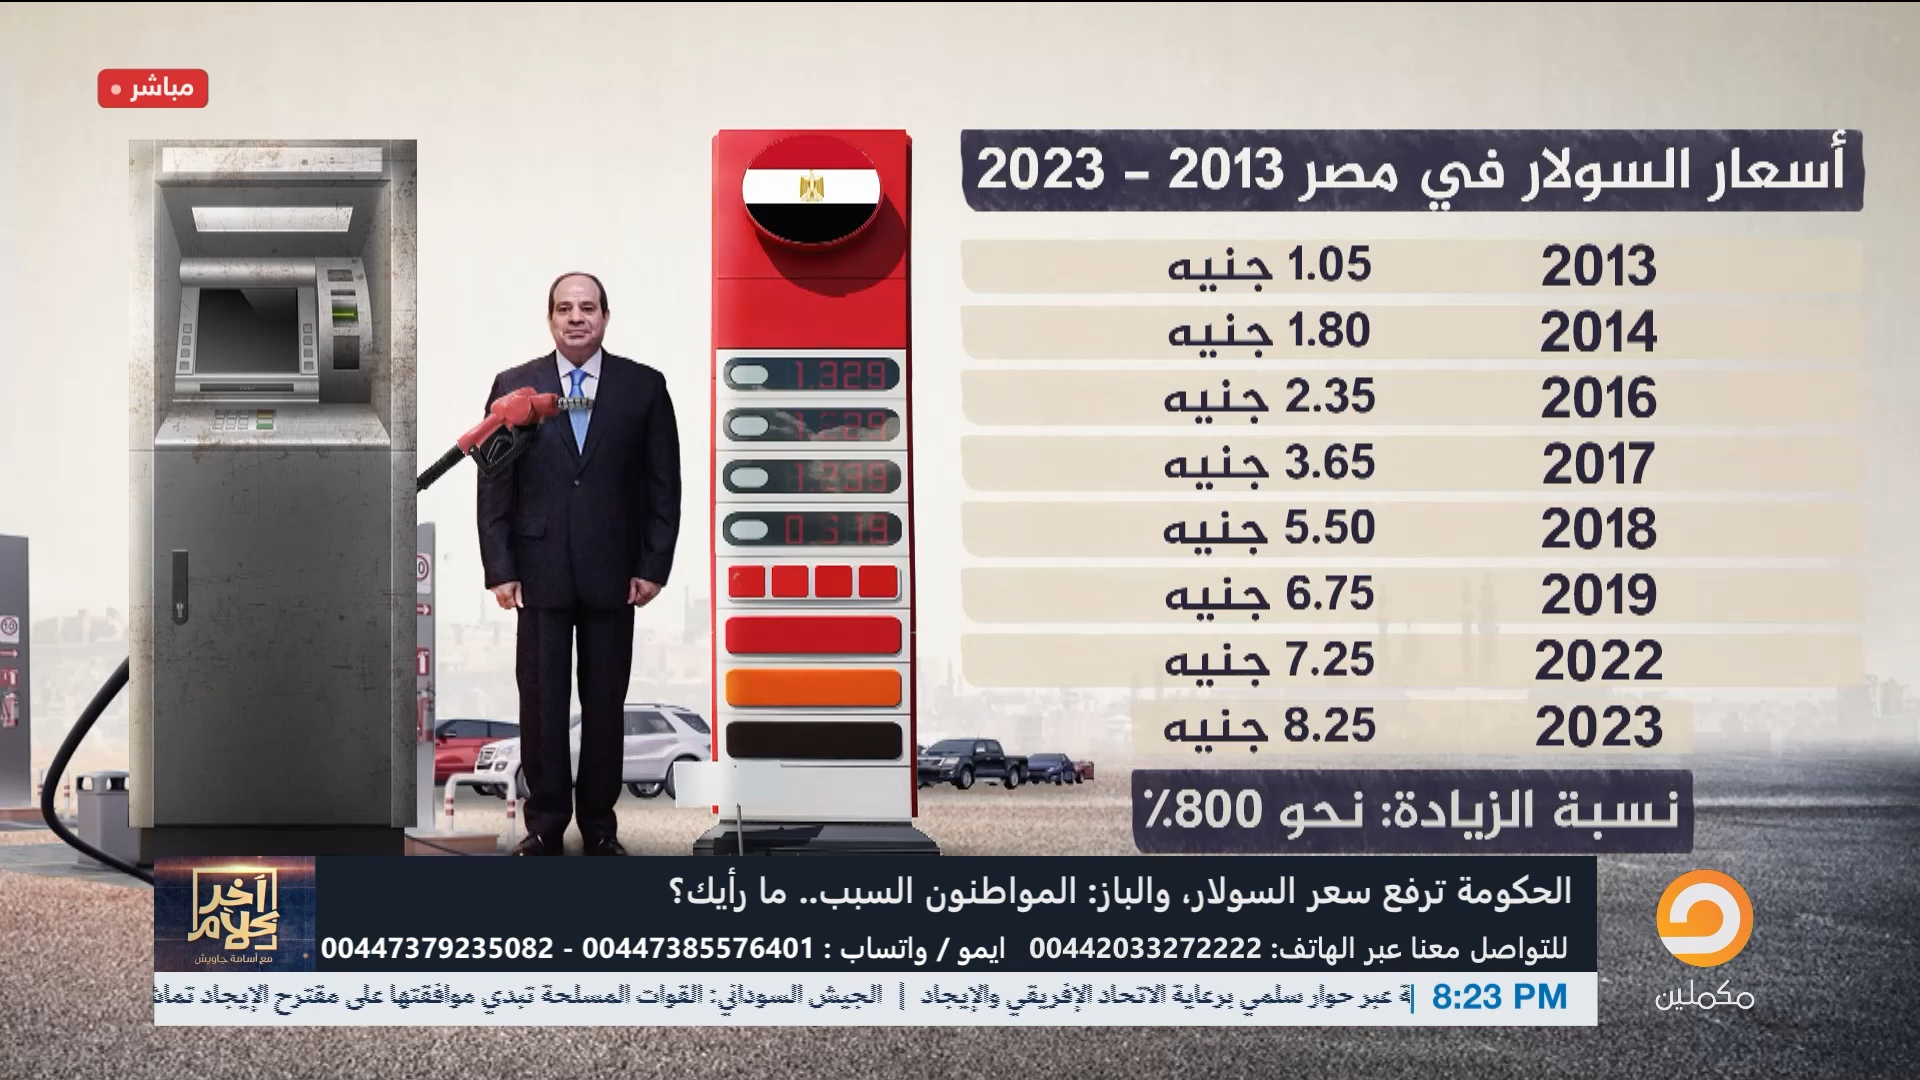 مباشر
أسعار السولار في مصر 2013 - 2023
2013 1.05 جنيه
2014 1.80 جنيه
2016 2.35 جنيه
2017 3.65 جنيه
2018 5.50 جنيه
2019 6.75 جنيه
2022 7.25 جنيه
2023 8.25 جنيه
نسبة الزيادة: نحو 800٪
1.329
1.339
آخر كلام
مع أسامة جاويش
الحكومة ترفع سعر السولار، والباز: المواطنون السبب.. ما رأيك؟
للتواصل معنا عبر الهاتف: 00442033272222 ايمو / واتساب : 00447385576401 - 00447379235082
8:23 PM ة عبر حوار سلمي برعاية الاتحاد الإفريقي والإيجاد | الجيش السوداني: القوات المسلحة تبدي موافقتها على مقترح الإيجاد
مكملين